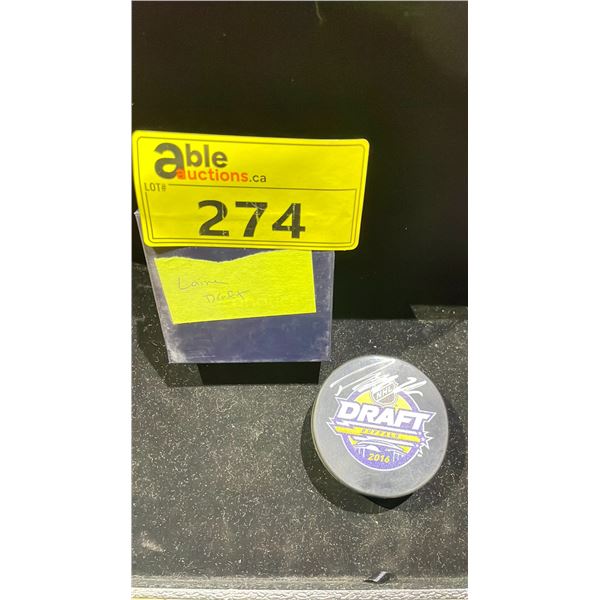 able
auctions.ca
LOT#
274
Laine
Draft
NHL
DRAFT
BUFFALO
2016